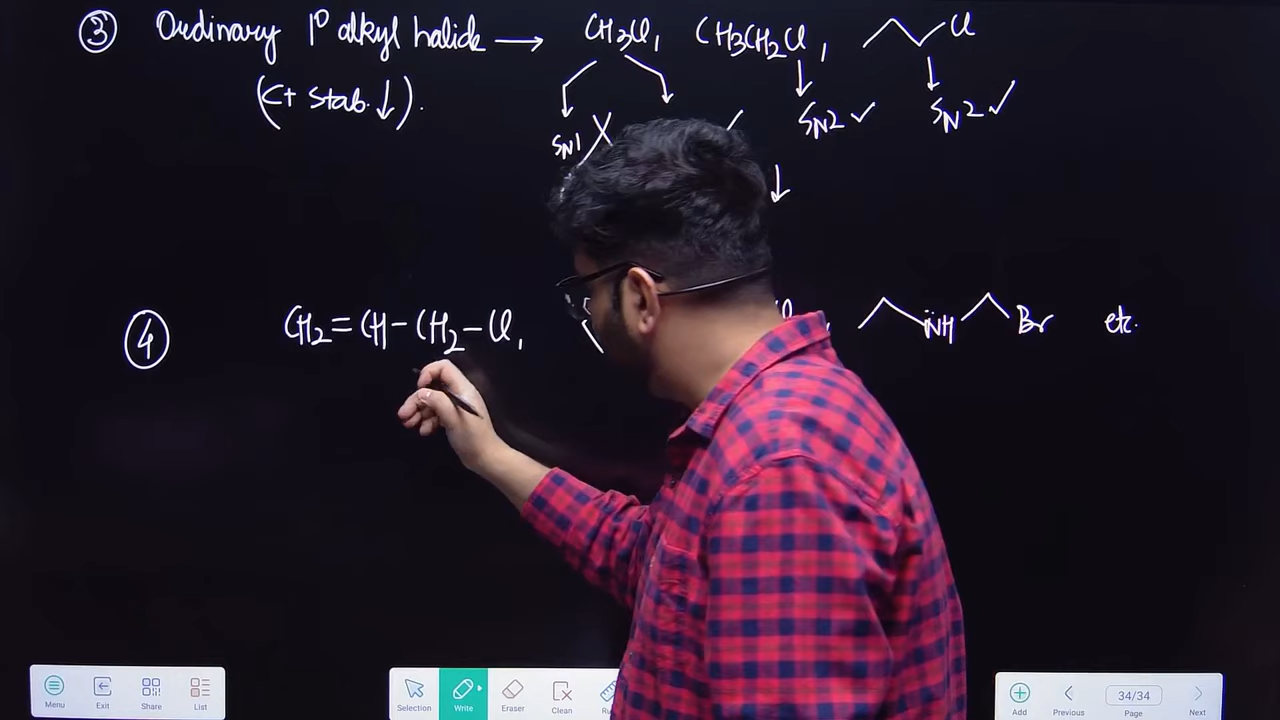 ③ Ordinary 1° alkyl halide → CH3Cl, CH3CH2Cl, Cl
(C+ stab. ↓).
SN1 X ✓ SN2 ✓ SN2 ✓
④ CH2=CH-CH2-Cl, NH Br etc.
Menu Exit Share List Selection Write Eraser Clean Add Previous 34/34 Page Next